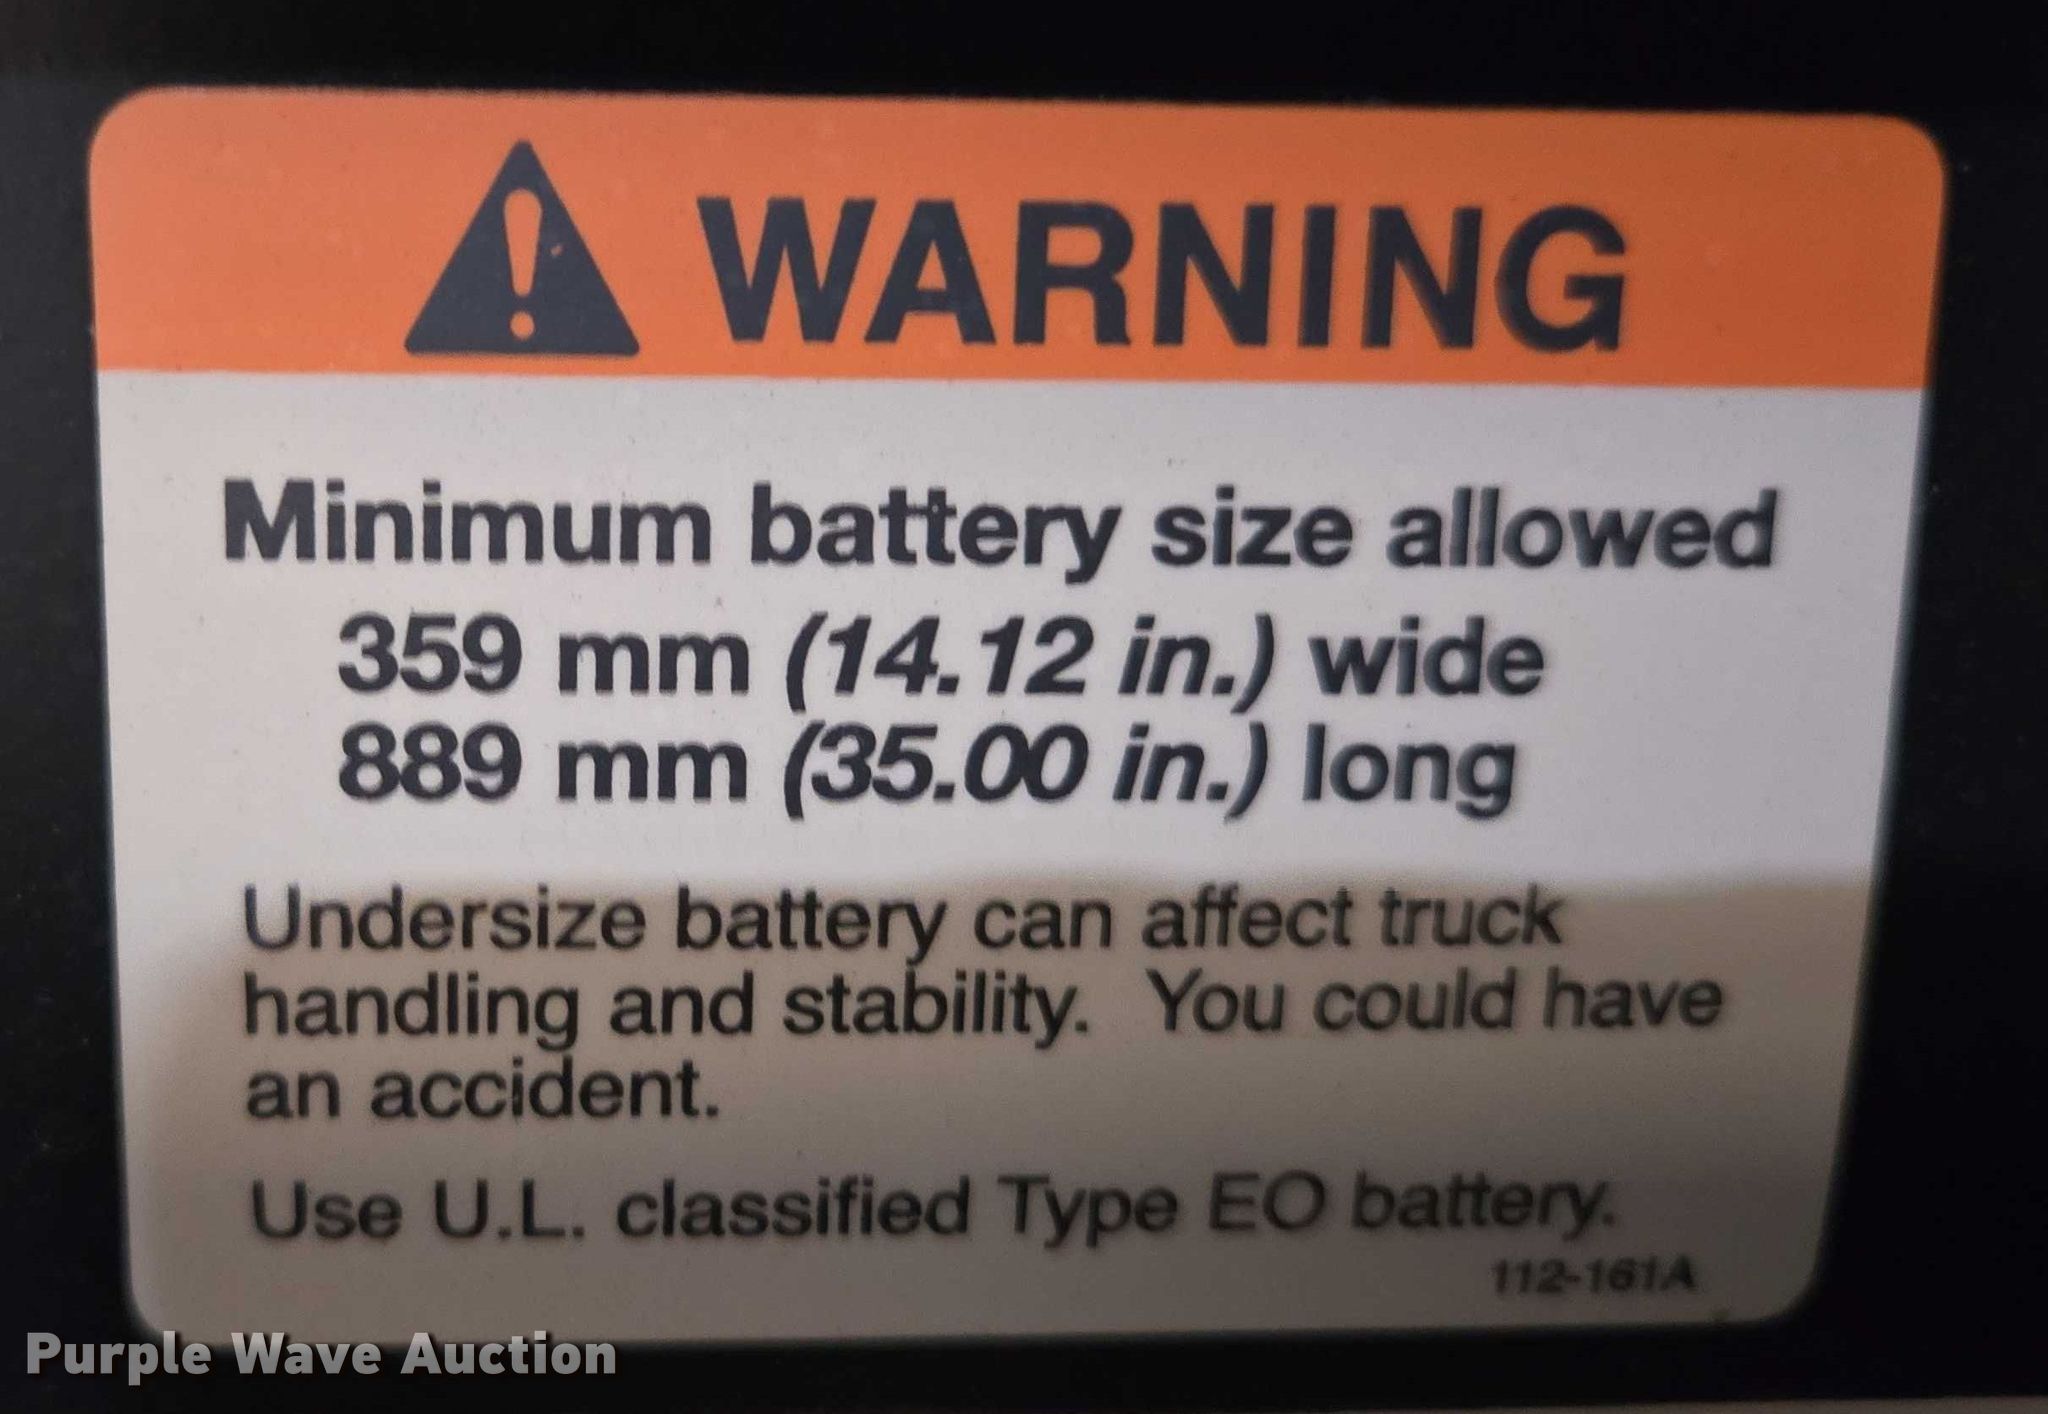 WARNING
Minimum battery size allowed
359 mm (14.12 in.) wide
889 mm (35.00 in.) long
Undersize battery can affect truck
handling and stability. You could have
an accident.
Use U.L. classified Type EO battery.
112-161A
Purple Wave Auction